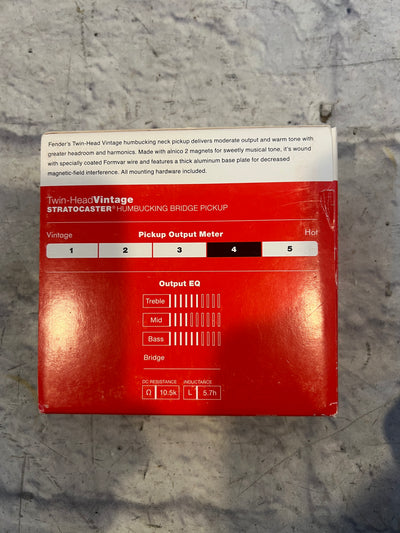 Fender's Twin-Head Vintage humbucking neck pickup delivers moderate output and warm tone with
greater headroom and harmonics. Made with alnico 2 magnets for sweetly musical tone, it's wound
with specially coated Formvar wire and features a thick aluminum base plate for decreased
magnetic-field interference. All mounting hardware included.
Twin-HeadVintage
STRATOCASTER® HUMBUCKING BRIDGE PICKUP
Vintage Pickup Output Meter Hot
1 2 3 4 5
Output EQ
Treble
Mid
Bass
Bridge
DC RESISTANCE INDUCTANCE
Ω 10.5k L 5.7h